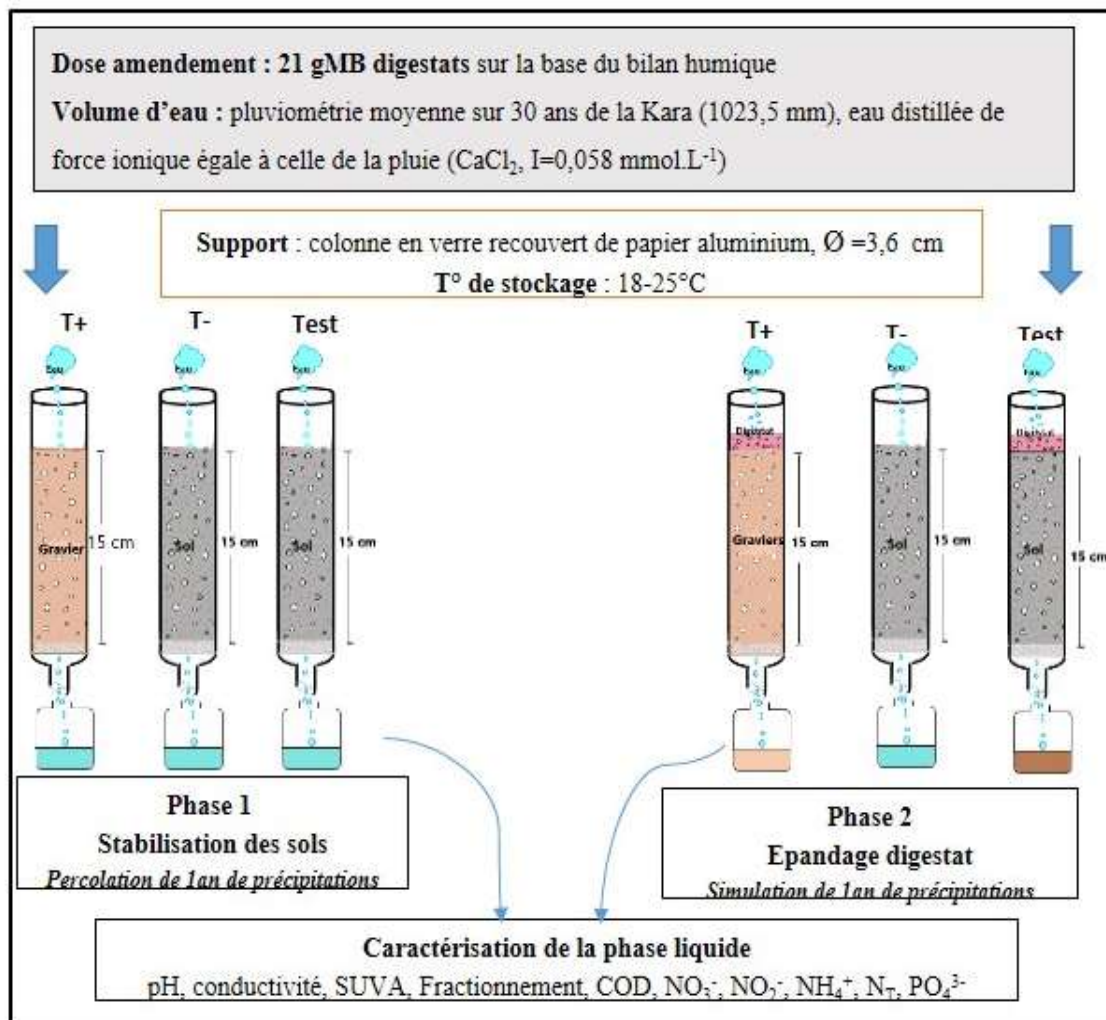 Dose amendement : 21 gMB digestats sur la base du bilan humique
Volume d'eau : pluviométrie moyenne sur 30 ans de la Kara (1023,5 mm), eau distillée de
force ionique égale à celle de la pluie (CaCl₂, I=0,058 mmol.L⁻¹)
Support : colonne en verre recouvert de papier aluminium, Ø =3,6 cm
T° de stockage : 18-25°C
T+ T- Test
Eau Eau Eau
Gravier 15 cm Sol 15 cm Sol 15 cm
T+ T- Test
Eau Eau Eau
Digestat Digestat
Graviers 15 cm Sol 15 cm Sol 15 cm
Phase 1
Stabilisation des sols
Percolation de 1an de précipitations
Phase 2
Epandage digestat
Simulation de 1an de précipitations
Caractérisation de la phase liquide
pH, conductivité, SUVA, Fractionnement, COD, NO₃⁻, NO₂⁻, NH₄⁺, N_T, PO₄³⁻